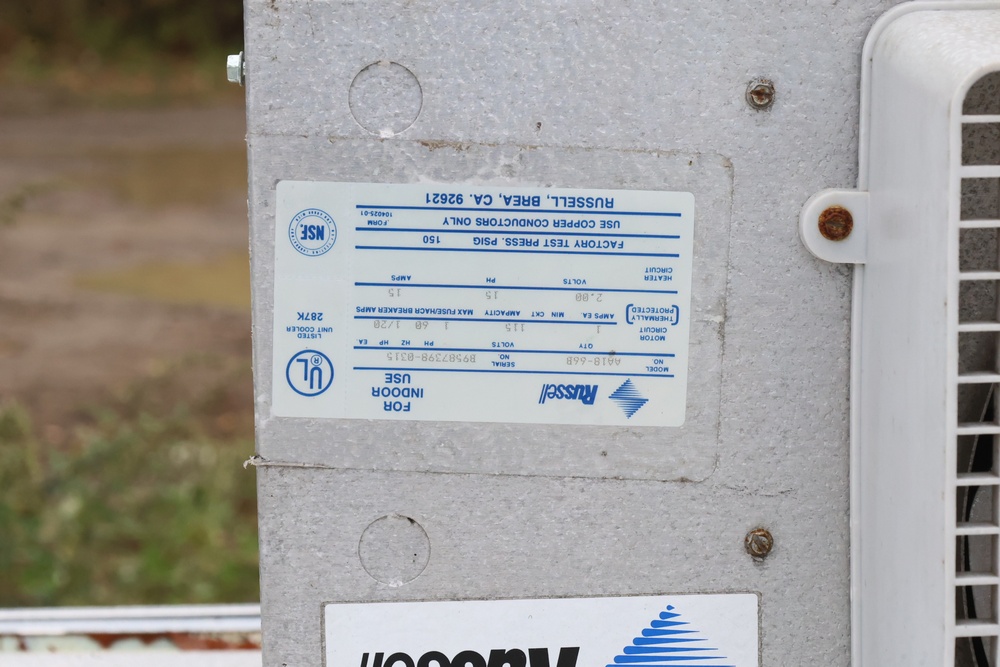 Russell
FOR
INDOOR
USE
MODEL NO. AA18-66B SERIAL NO. B9587398-0315
MOTOR CIRCUIT
(THERMALLY PROTECTED)
QTY VOLTS PH HZ HP EA
1 115 1 60 1/20
AMPS EA MIN CKT AMPACITY MAX FUSE/HACR BREAKER AMPS
2.00 15 15
HEATER CIRCUIT VOLTS PH AMPS
FACTORY TEST PRESS. PSIG 150
USE COPPER CONDUCTORS ONLY FORM 104025-01
RUSSELL, BREA, CA. 92621
UL®
LISTED
UNIT COOLER
287K
NSF.